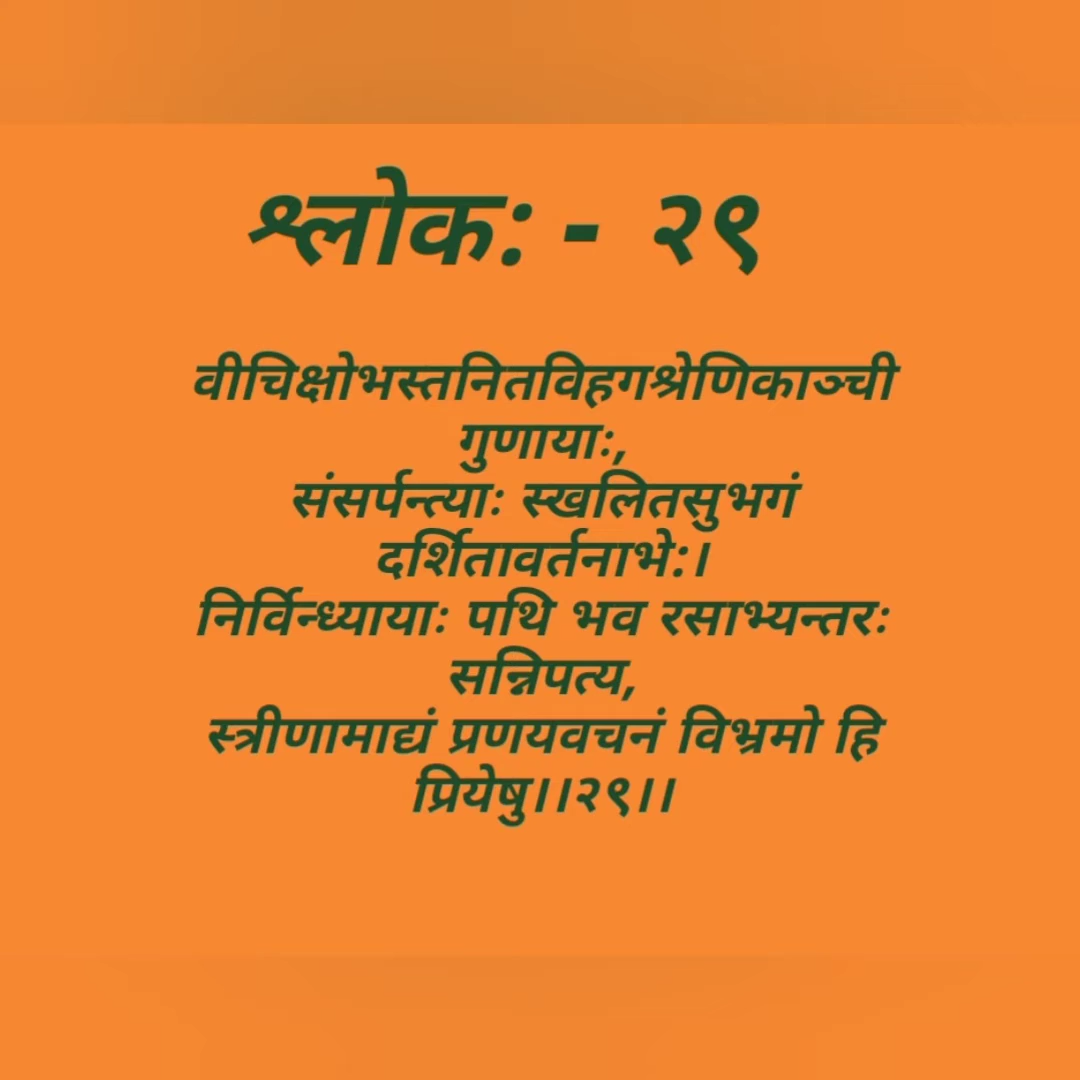 श्लोक: - २९
वीचिक्षोभस्तनितविहगश्रेणिकाञ्ची
गुणायाः,
संसर्पन्त्याः स्खलितसुभगं
दर्शितावर्तनाभे:।
निर्विन्ध्यायाः पथि भव रसाभ्यन्तरः
सन्निपत्य,
स्त्रीणामाद्यं प्रणयवचनं विभ्रमो हि
प्रियेषु।।२९।।